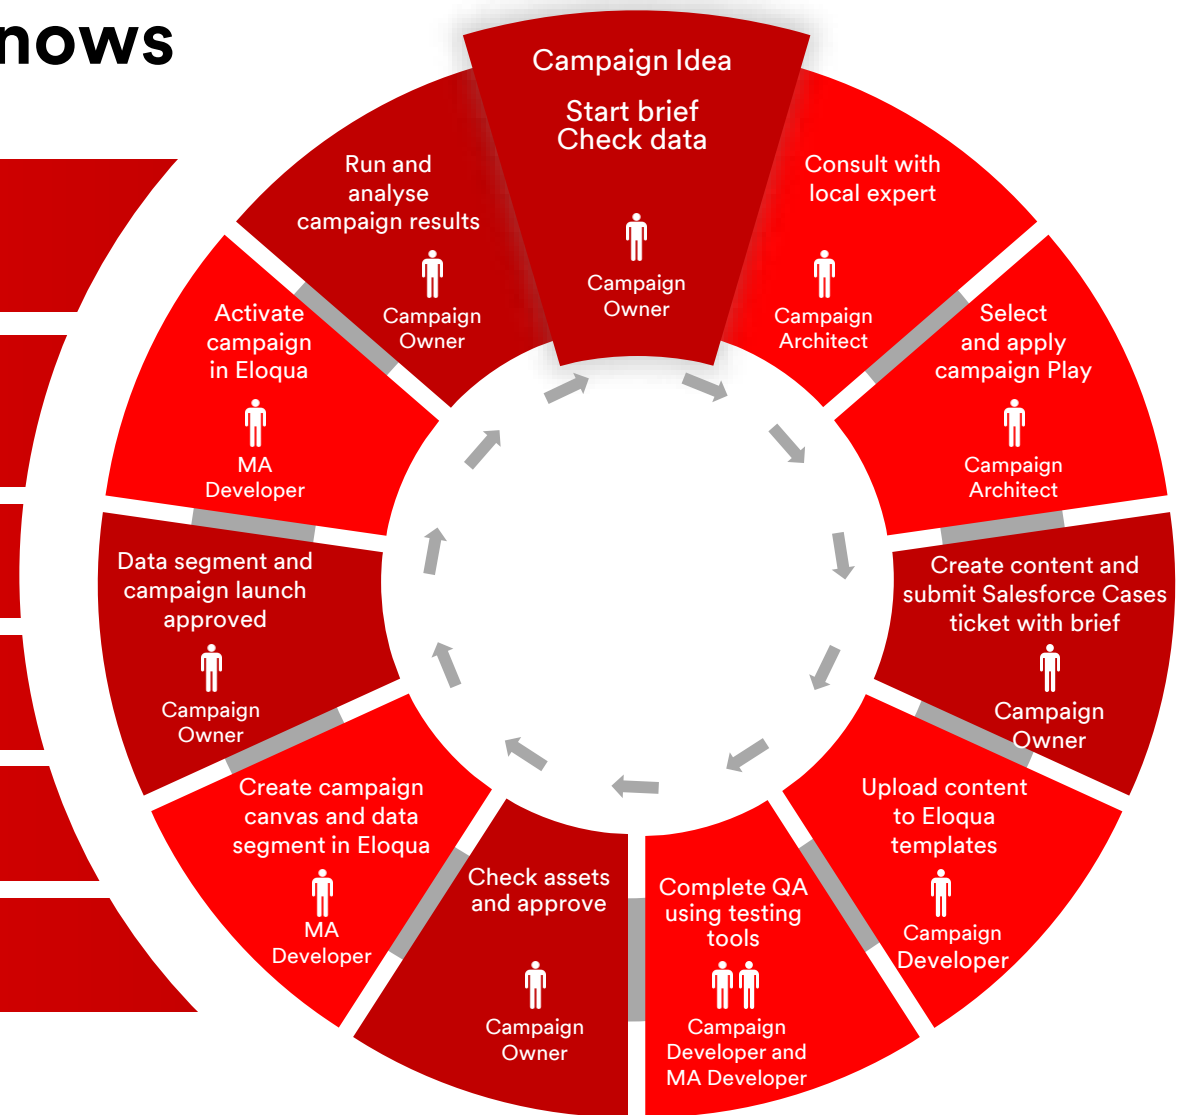 nows
Campaign Idea
Start brief
Check data
Campaign
Owner
Consult with
local expert
Campaign
Architect
Select
and apply
campaign Play
Campaign
Architect
Create content and
submit Salesforce Cases
ticket with brief
Campaign
Owner
Upload content
to Eloqua
templates
Campaign
Developer
Complete QA
using testing
tools
Campaign
Developer and
MA Developer
Check assets
and approve
Campaign
Owner
Create campaign
canvas and data
segment in Eloqua
MA
Developer
Data segment and
campaign launch
approved
Campaign
Owner
Activate
campaign
in Eloqua
MA
Developer
Run and
analyse
campaign results
Campaign
Owner